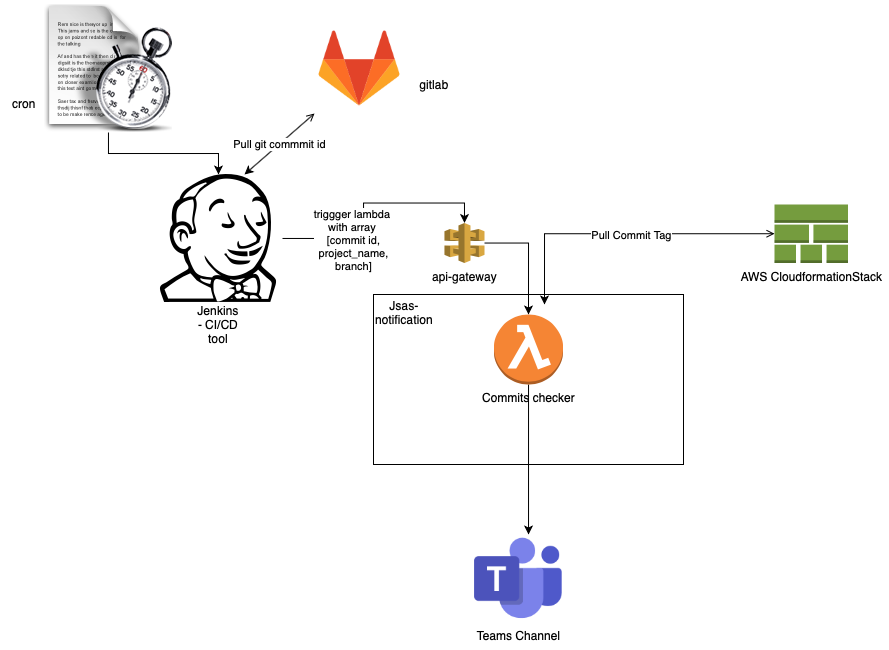 cron
gitlab
Pull git commmit id
triggger lambda
with array
[commit id,
project_name,
branch]
api-gateway
Pull Commit Tag
AWS CloudformationStack
Jenkins
- CI/CD
tool
Jsas-
notification
Commits checker
T
Teams Channel